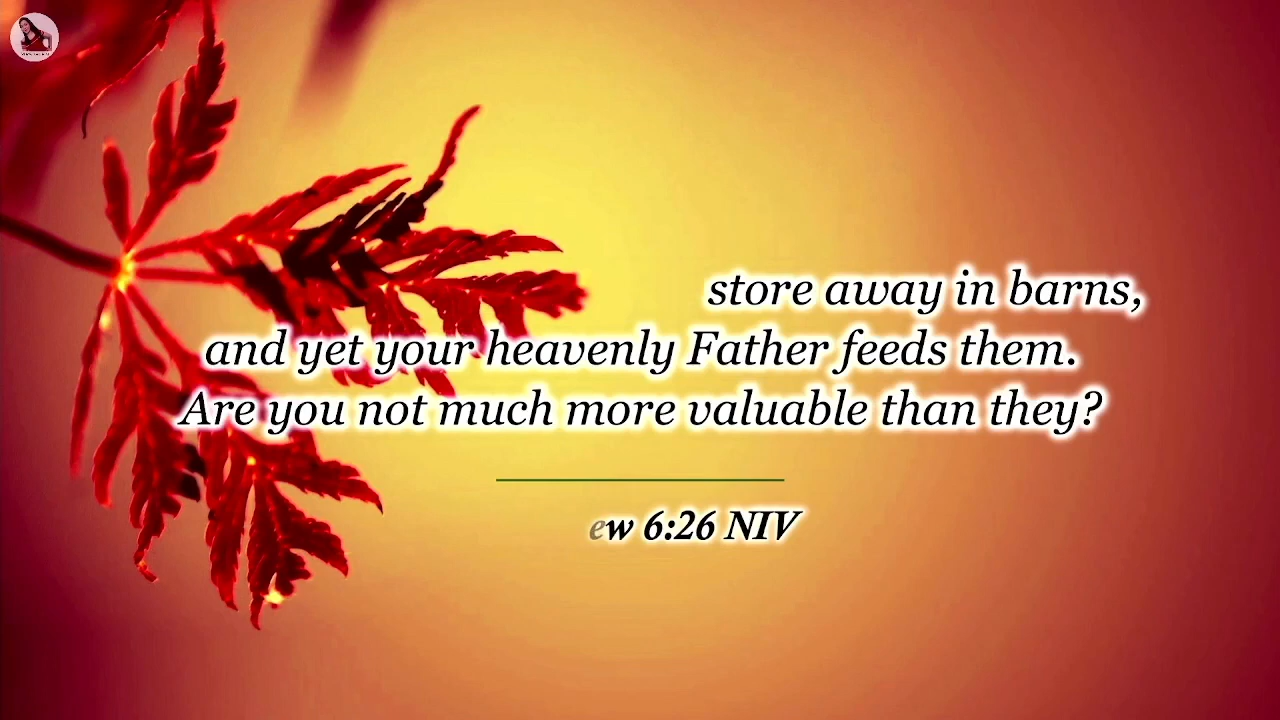 store away in barns,
and yet your heavenly Father feeds them.
Are you not much more valuable than they?
ew 6:26 NIV